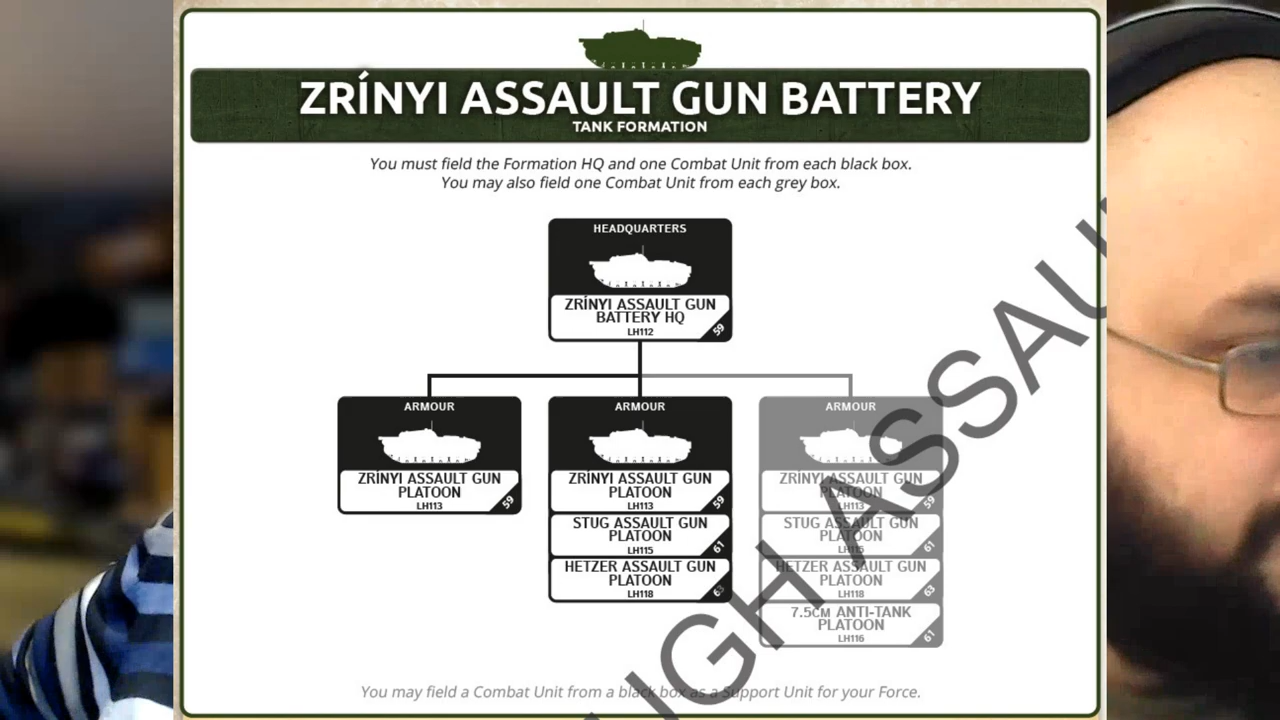 ZRÍNYI ASSAULT GUN BATTERY
TANK FORMATION
You must field the Formation HQ and one Combat Unit from each black box.
You may also field one Combat Unit from each grey box.
HEADQUARTERS
ZRÍNYI ASSAULT GUN
BATTERY HQ
LH112
59
ARMOUR
ZRÍNYI ASSAULT GUN
PLATOON
LH113
59
ARMOUR
ZRÍNYI ASSAULT GUN
PLATOON
LH113
59
STUG ASSAULT GUN
PLATOON
LH115
61
HETZER ASSAULT GUN
PLATOON
LH118
63
ARMOUR
ZRÍNYI ASSAULT GUN
PLATOON
LH113
59
STUG ASSAULT GUN
PLATOON
LH115
61
HETZER ASSAULT GUN
PLATOON
LH118
63
7.5CM ANTI-TANK
PLATOON
LH116
61
You may field a Combat Unit from a black box as a Support Unit for your Force.